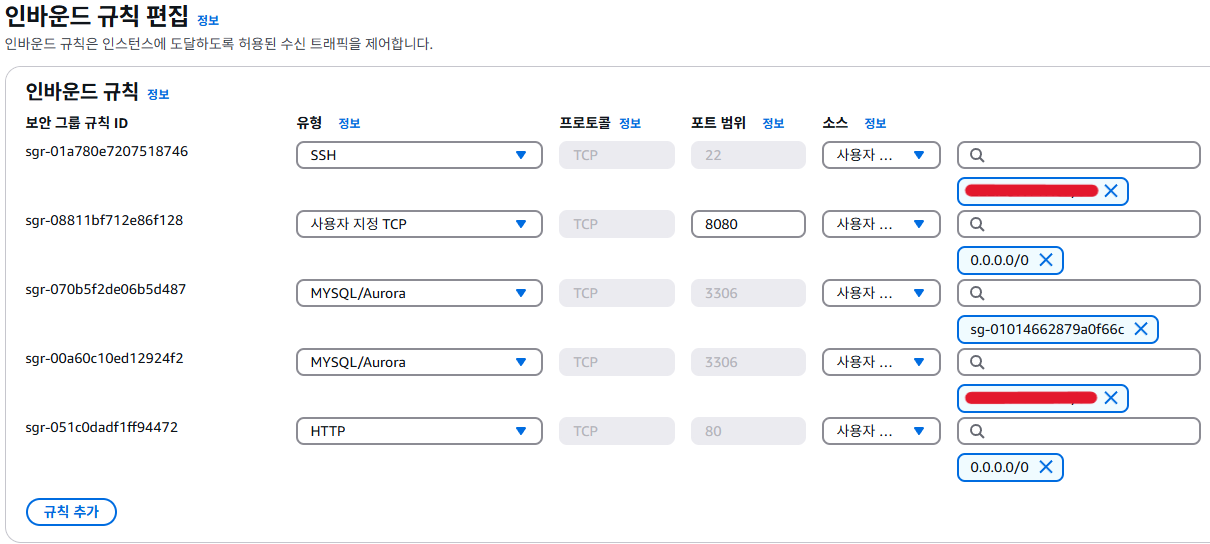 인바운드 규칙 편집 정보
인바운드 규칙은 인스턴스에 도달하도록 허용된 수신 트래픽을 제어합니다.
인바운드 규칙 정보
보안 그룹 규칙 ID 유형 정보 프로토콜 정보 포트 범위 정보 소스 정보
sgr-01a780e7207518746 SSH TCP 22 사용자 ...
sgr-08811bf712e86f128 사용자 지정 TCP TCP 8080 사용자 ...
0.0.0.0/0
sgr-070b5f2de06b5d487 MYSQL/Aurora TCP 3306 사용자 ...
sg-01014662879a0f66c
sgr-00a60c10ed12924f2 MYSQL/Aurora TCP 3306 사용자 ...
sgr-051c0dadf1ff94472 HTTP TCP 80 사용자 ...
0.0.0.0/0
규칙 추가